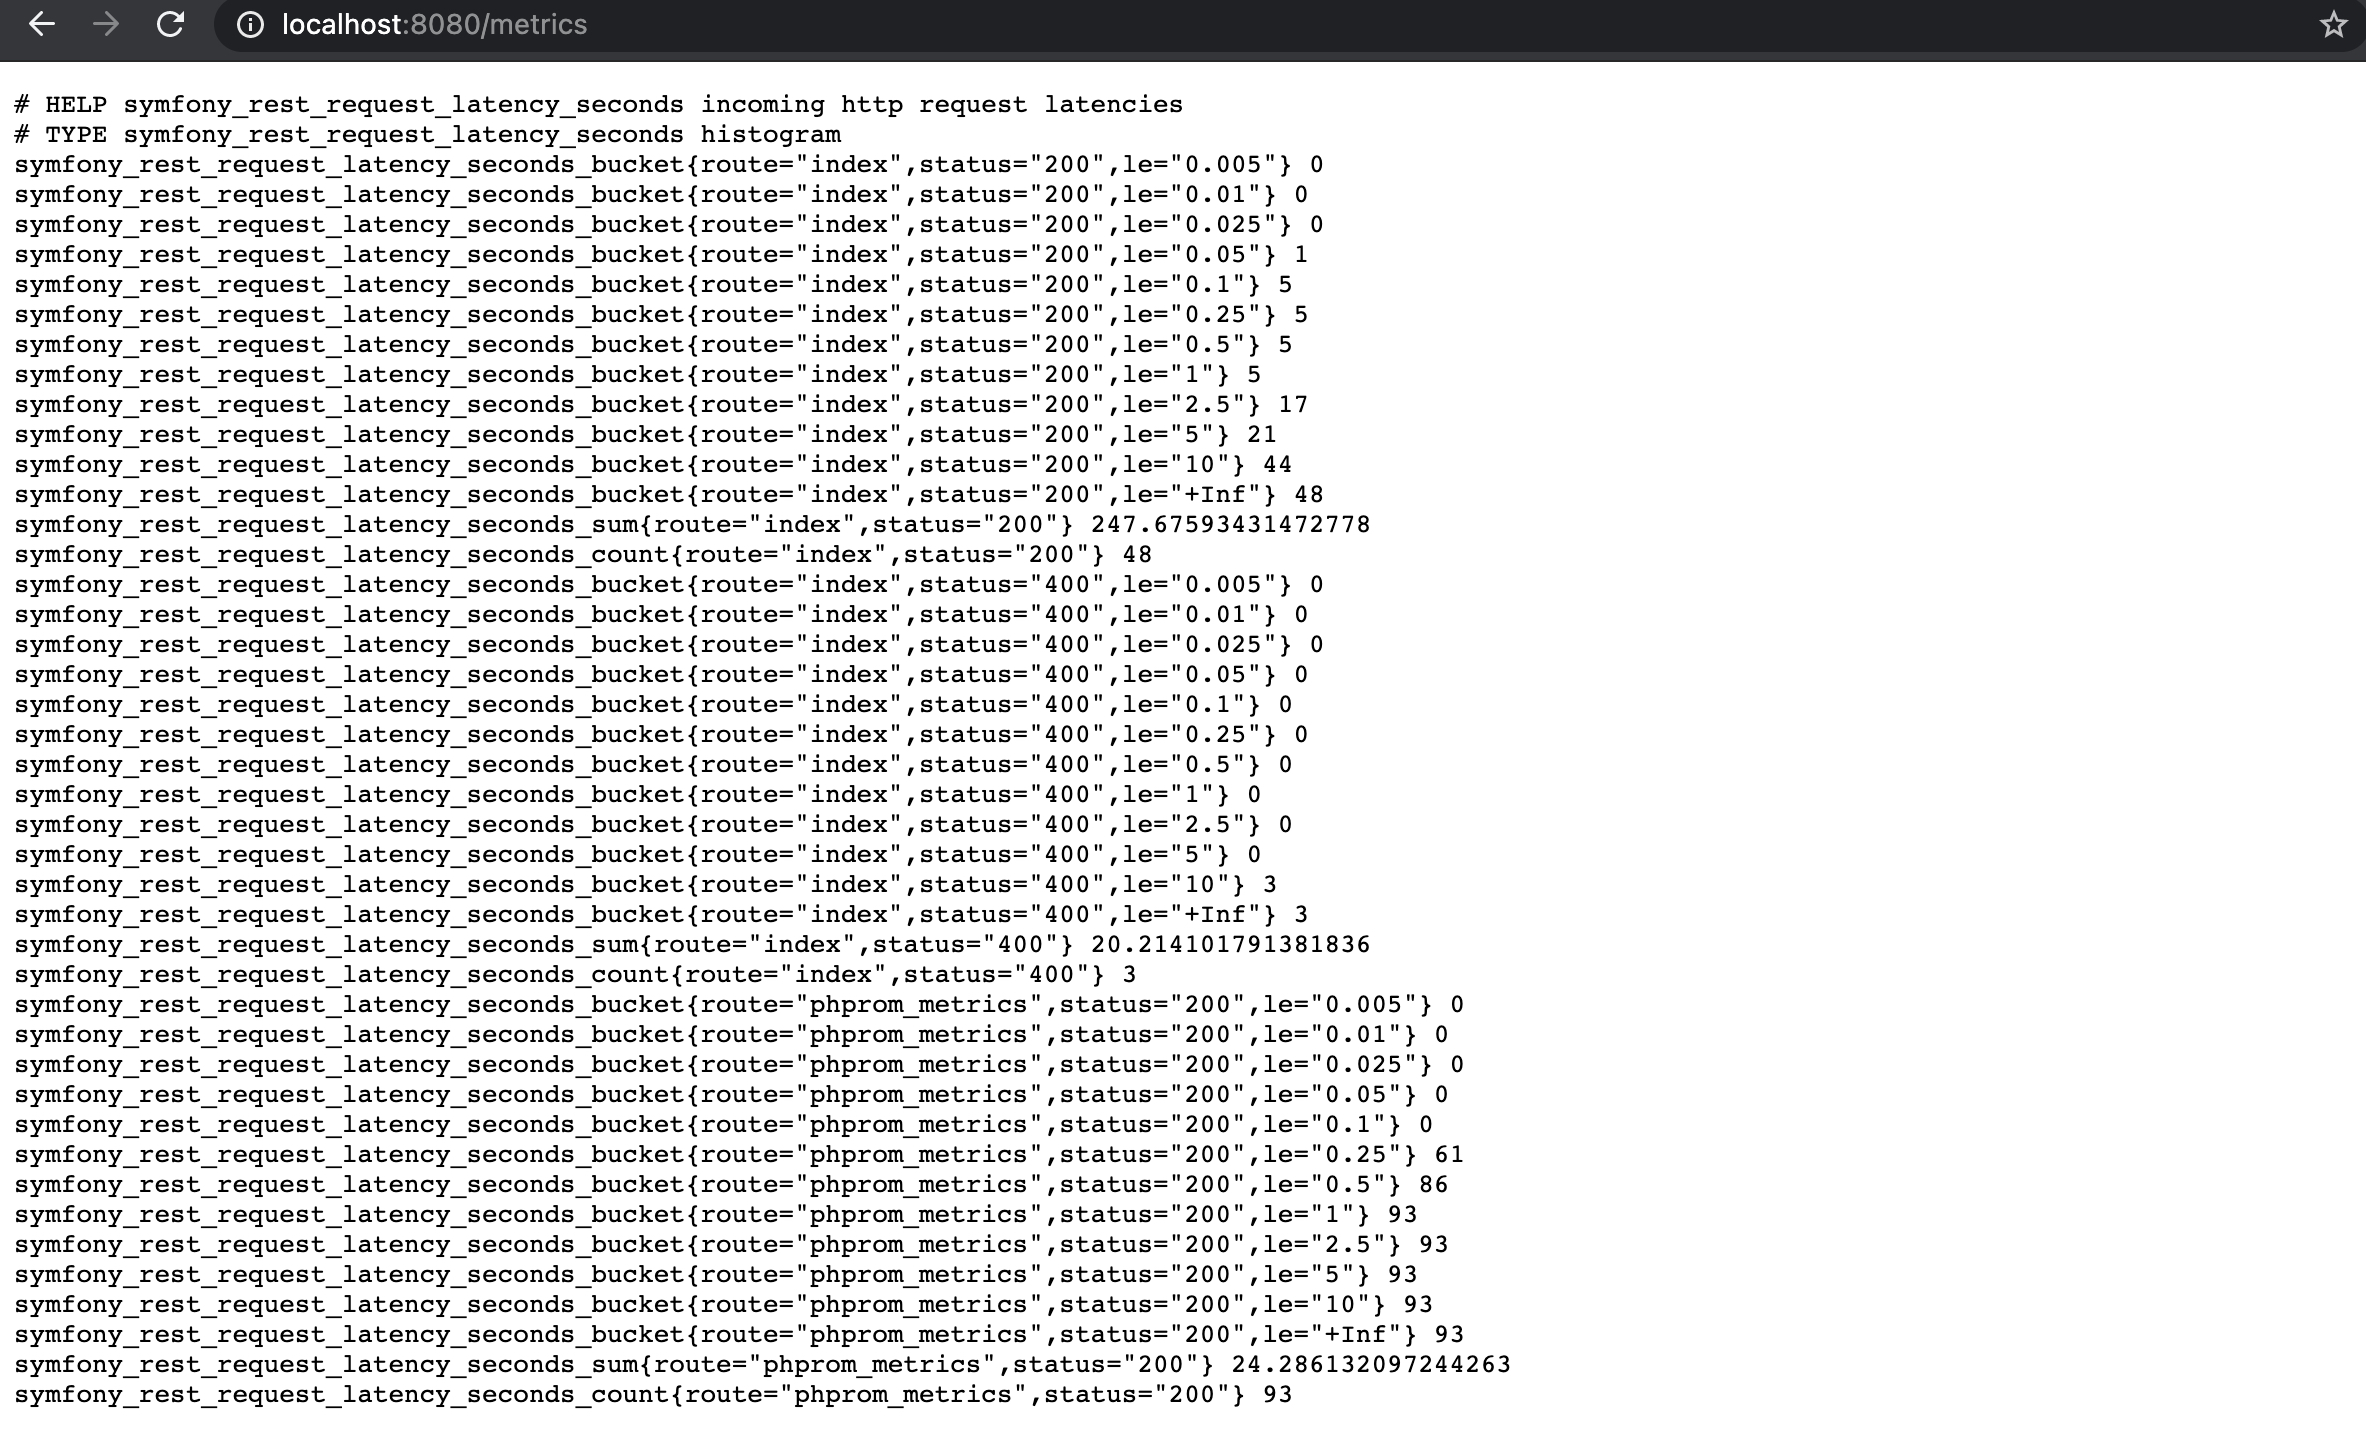 localhost:8080/metrics
# HELP symfony_rest_request_latency_seconds incoming http request latencies
# TYPE symfony_rest_request_latency_seconds histogram
symfony_rest_request_latency_seconds_bucket{route="index",status="200",le="0.005"} 0
symfony_rest_request_latency_seconds_bucket{route="index",status="200",le="0.01"} 0
symfony_rest_request_latency_seconds_bucket{route="index",status="200",le="0.025"} 0
symfony_rest_request_latency_seconds_bucket{route="index",status="200",le="0.05"} 1
symfony_rest_request_latency_seconds_bucket{route="index",status="200",le="0.1"} 5
symfony_rest_request_latency_seconds_bucket{route="index",status="200",le="0.25"} 5
symfony_rest_request_latency_seconds_bucket{route="index",status="200",le="0.5"} 5
symfony_rest_request_latency_seconds_bucket{route="index",status="200",le="1"} 5
symfony_rest_request_latency_seconds_bucket{route="index",status="200",le="2.5"} 17
symfony_rest_request_latency_seconds_bucket{route="index",status="200",le="5"} 21
symfony_rest_request_latency_seconds_bucket{route="index",status="200",le="10"} 44
symfony_rest_request_latency_seconds_bucket{route="index",status="200",le="+Inf"} 48
symfony_rest_request_latency_seconds_sum{route="index",status="200"} 247.67593431472778
symfony_rest_request_latency_seconds_count{route="index",status="200"} 48
symfony_rest_request_latency_seconds_bucket{route="index",status="400",le="0.005"} 0
symfony_rest_request_latency_seconds_bucket{route="index",status="400",le="0.01"} 0
symfony_rest_request_latency_seconds_bucket{route="index",status="400",le="0.025"} 0
symfony_rest_request_latency_seconds_bucket{route="index",status="400",le="0.05"} 0
symfony_rest_request_latency_seconds_bucket{route="index",status="400",le="0.1"} 0
symfony_rest_request_latency_seconds_bucket{route="index",status="400",le="0.25"} 0
symfony_rest_request_latency_seconds_bucket{route="index",status="400",le="0.5"} 0
symfony_rest_request_latency_seconds_bucket{route="index",status="400",le="1"} 0
symfony_rest_request_latency_seconds_bucket{route="index",status="400",le="2.5"} 0
symfony_rest_request_latency_seconds_bucket{route="index",status="400",le="5"} 0
symfony_rest_request_latency_seconds_bucket{route="index",status="400",le="10"} 3
symfony_rest_request_latency_seconds_bucket{route="index",status="400",le="+Inf"} 3
symfony_rest_request_latency_seconds_sum{route="index",status="400"} 20.214101791381836
symfony_rest_request_latency_seconds_count{route="index",status="400"} 3
symfony_rest_request_latency_seconds_bucket{route="phprom_metrics",status="200",le="0.005"} 0
symfony_rest_request_latency_seconds_bucket{route="phprom_metrics",status="200",le="0.01"} 0
symfony_rest_request_latency_seconds_bucket{route="phprom_metrics",status="200",le="0.025"} 0
symfony_rest_request_latency_seconds_bucket{route="phprom_metrics",status="200",le="0.05"} 0
symfony_rest_request_latency_seconds_bucket{route="phprom_metrics",status="200",le="0.1"} 0
symfony_rest_request_latency_seconds_bucket{route="phprom_metrics",status="200",le="0.25"} 61
symfony_rest_request_latency_seconds_bucket{route="phprom_metrics",status="200",le="0.5"} 86
symfony_rest_request_latency_seconds_bucket{route="phprom_metrics",status="200",le="1"} 93
symfony_rest_request_latency_seconds_bucket{route="phprom_metrics",status="200",le="2.5"} 93
symfony_rest_request_latency_seconds_bucket{route="phprom_metrics",status="200",le="5"} 93
symfony_rest_request_latency_seconds_bucket{route="phprom_metrics",status="200",le="10"} 93
symfony_rest_request_latency_seconds_bucket{route="phprom_metrics",status="200",le="+Inf"} 93
symfony_rest_request_latency_seconds_sum{route="phprom_metrics",status="200"} 24.286132097244263
symfony_rest_request_latency_seconds_count{route="phprom_metrics",status="200"} 93